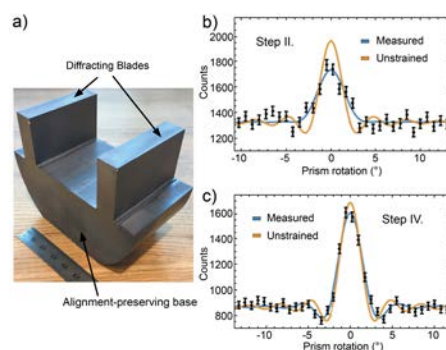 a)
Diffracting Blades
Alignment-preserving base
b)
Step II.
Measured
Unstrained
Counts
2000
1800
1600
1400
1200
-10
-5
0
5
10
Prism rotation (°)
c)
Step IV.
Measured
Unstrained
Counts
1600
1400
1200
1000
800
-10
-5
0
5
10
Prism rotation (°)